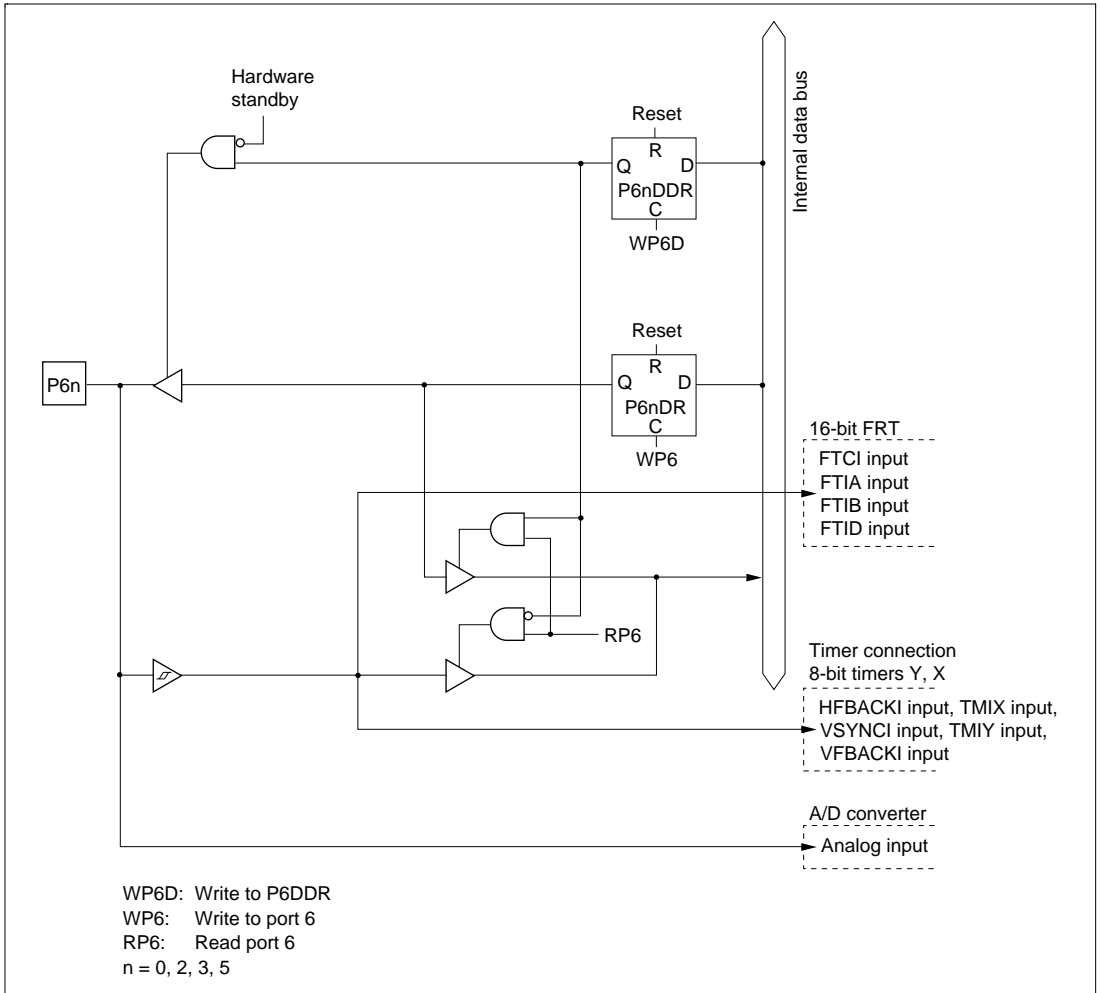 Hardware
standby
Reset
R
Q D
P6nDDR
C
WP6D
Internal data bus
Reset
R
Q D
P6nDR
C
WP6
P6n
16-bit FRT
FTCI input
FTIA input
FTIB input
FTID input
RP6
Timer connection
8-bit timers Y, X
HFBACKI input, TMIX input,
VSYNCI input, TMIY input,
VFBACKI input
A/D converter
Analog input
WP6D: Write to P6DDR
WP6: Write to port 6
RP6: Read port 6
n = 0, 2, 3, 5